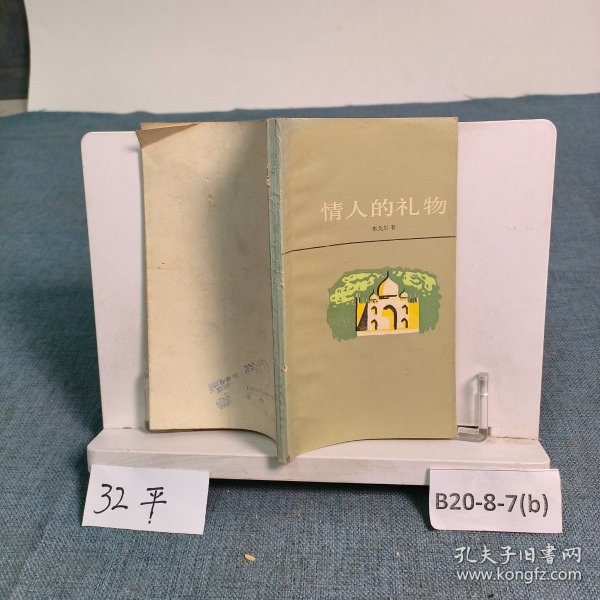 情人的礼物
泰戈尔 著
32平
B20-8-7(b)
孔夫子旧书网
www.kongfz.com